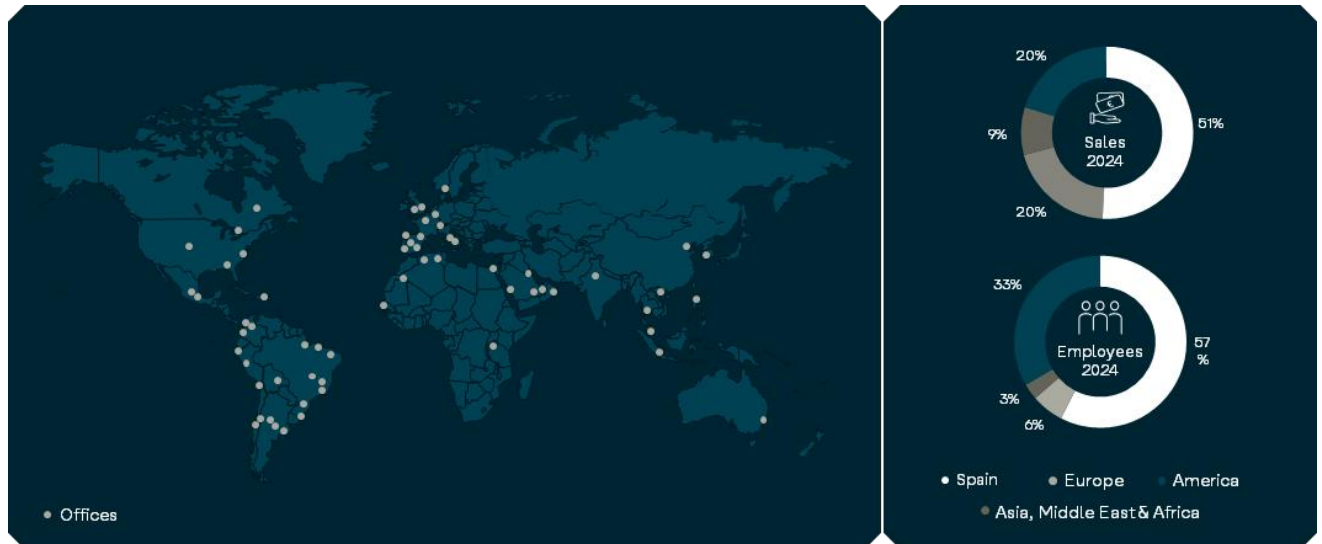 Offices
20%
9%
20%
51%
Sales
2024
33%
3%
6%
57
%
Employees
2024
Spain
Europe
America
Asia, Middle East & Africa